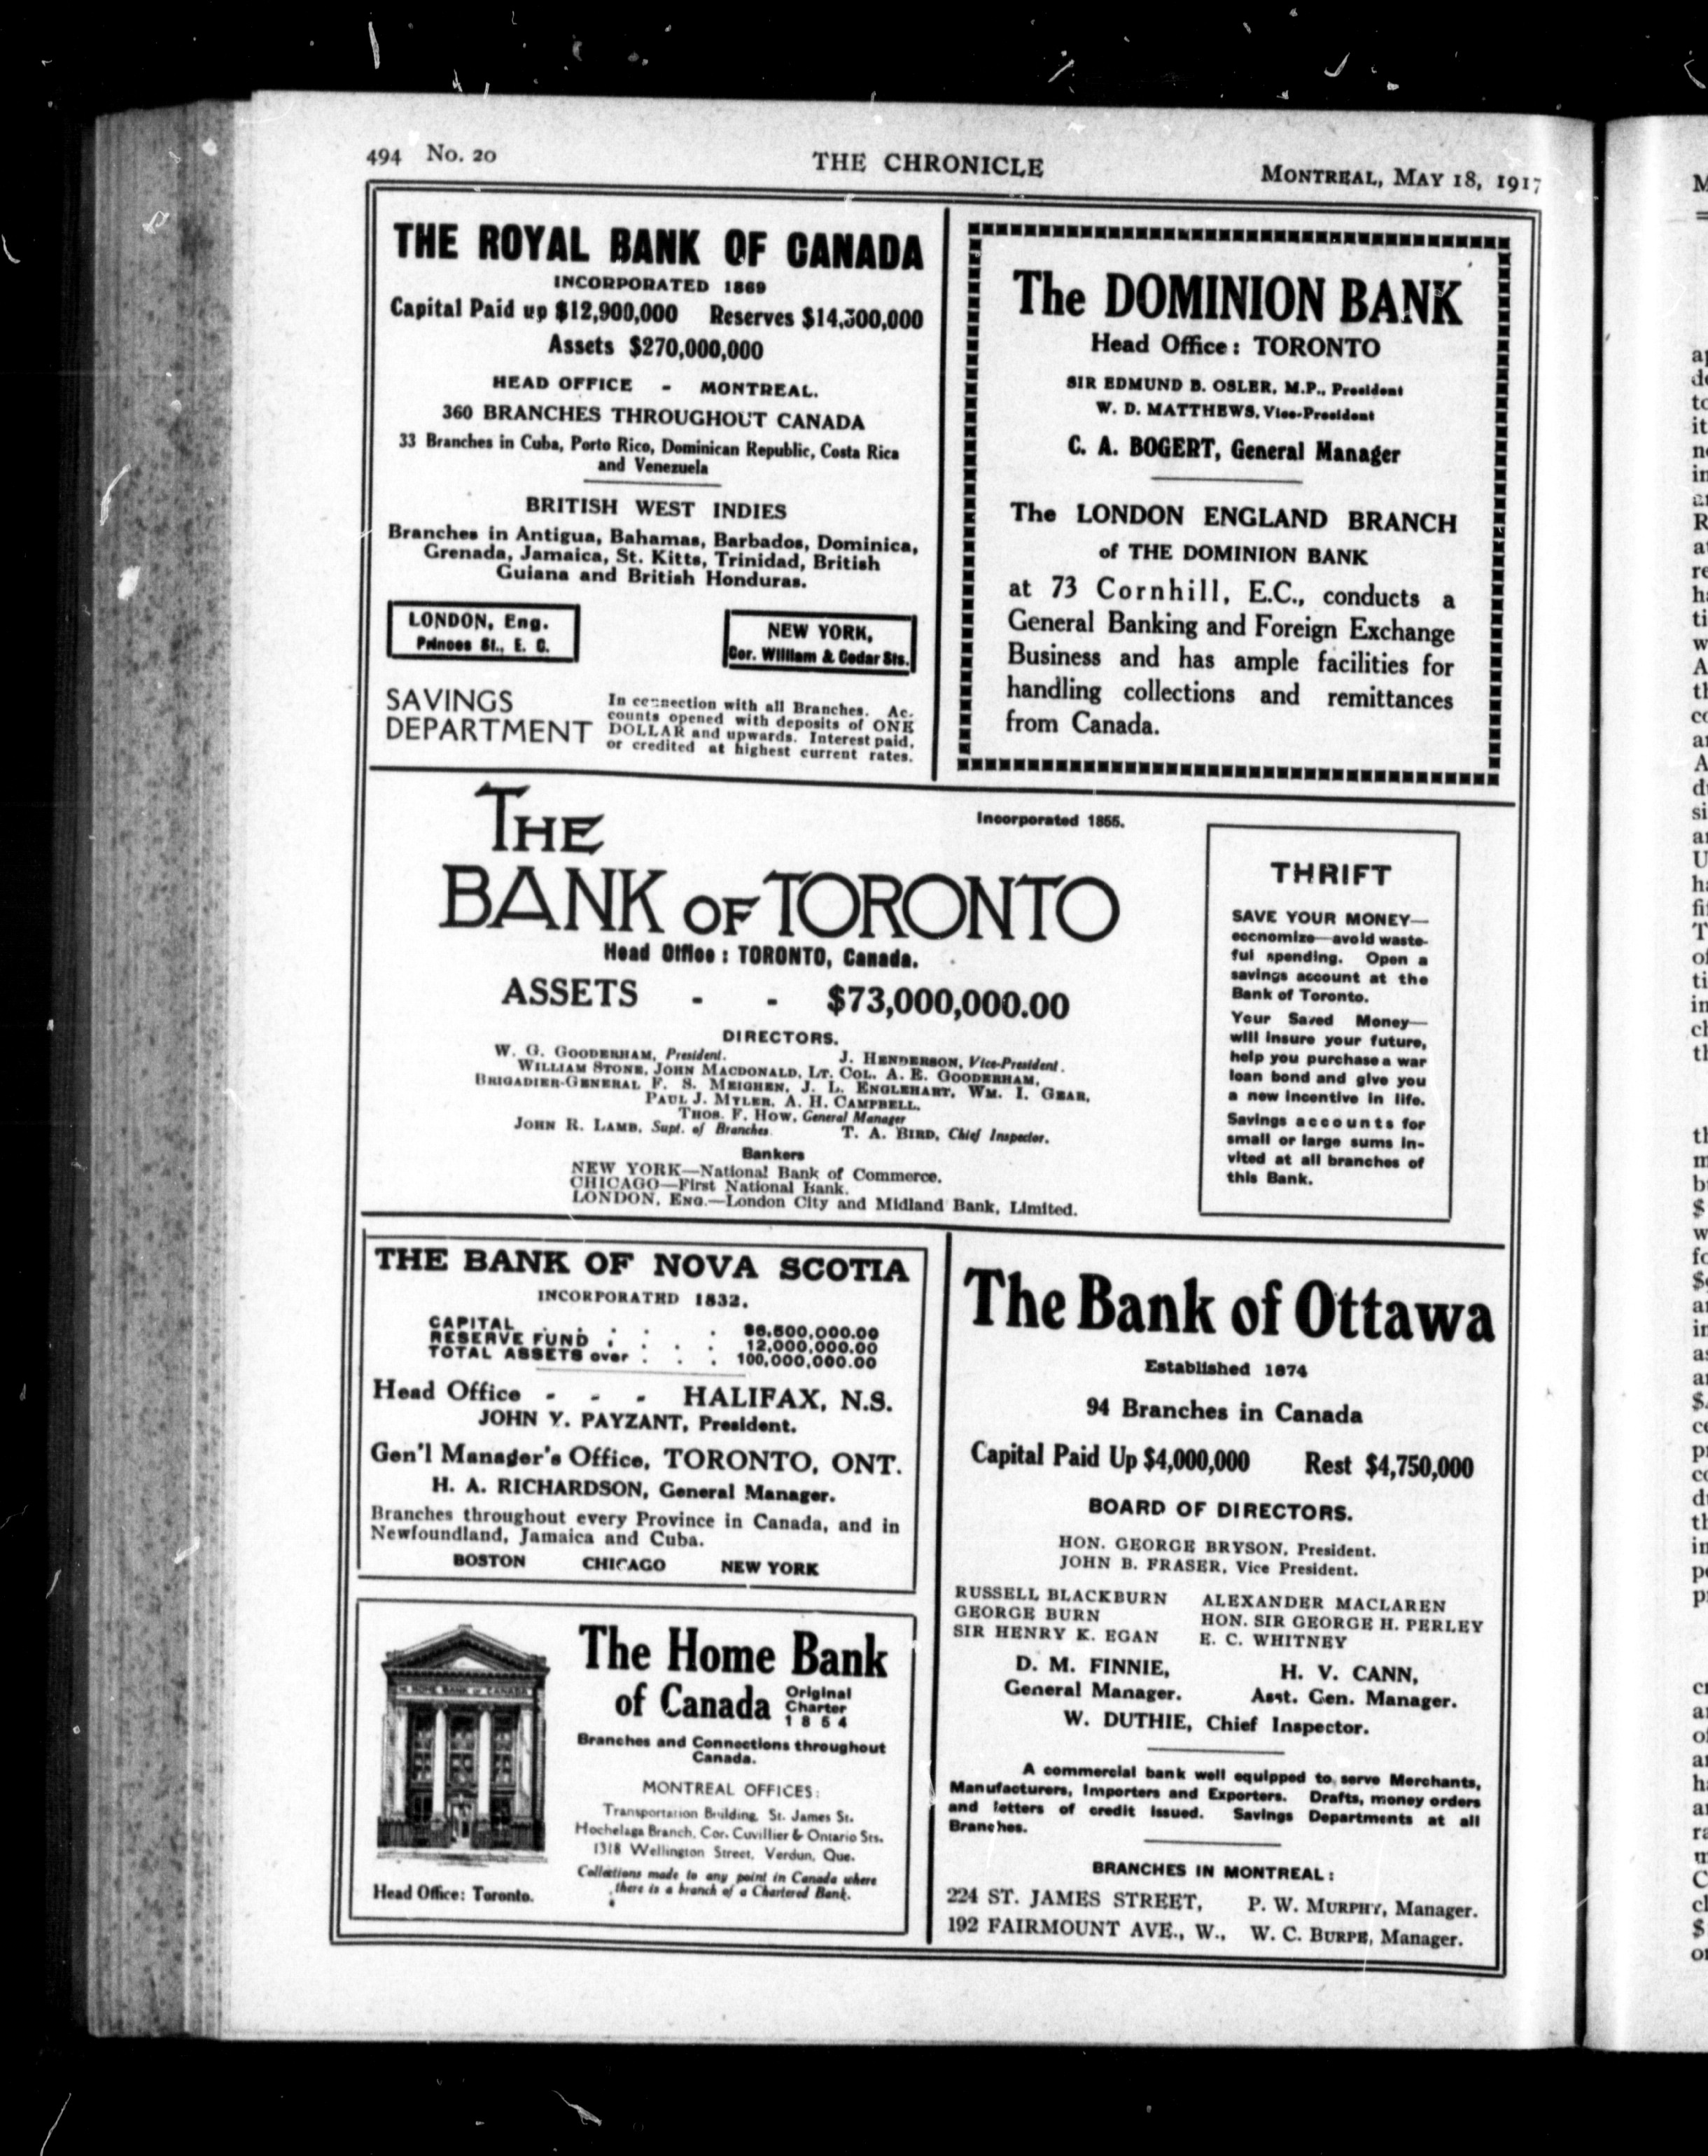 494 No. 20
THE CHRONICLE
MONTREAL, MAY 18, 1917
THE ROYAL BANK OF CANADA
INCORPORATED 1869
Capital Paid up $12,900,000 Reserves $14,300,000
Assets $270,000,000
HEAD OFFICE - MONTREAL.
360 BRANCHES THROUGHOUT CANADA
33 Branches in Cuba, Porto Rico, Dominican Republic, Costa Rica
and Venezuela
BRITISH WEST INDIES
Branches in Antigua, Bahamas, Barbados, Dominica,
Grenada, Jamaica, St. Kitts, Trinidad, British
Guiana and British Honduras.
LONDON, Eng.
Princes St., E. C.
NEW YORK,
Cor. William & Cedar Sts.
SAVINGS
DEPARTMENT
In connection with all Branches. Ac-
counts opened with deposits of ONE
DOLLAR and upwards. Interest paid,
or credited at highest current rates.
The DOMINION BANK
Head Office: TORONTO
SIR EDMUND B. OSLER, M.P., President
W. D. MATTHEWS, Vice-President
C. A. BOGERT, General Manager
The LONDON ENGLAND BRANCH
of THE DOMINION BANK
at 73 Cornhill, E.C., conducts a
General Banking and Foreign Exchange
Business and has ample facilities for
handling collections and remittances
from Canada.
THE
BANK OF TORONTO
Incorporated 1855.
Head Office: TORONTO, Canada.
ASSETS - - $73,000,000.00
DIRECTORS.
W. G. GOODERHAM, President. J. HENDERSON, Vice-President.
WILLIAM STONE, JOHN MACDONALD, LT. COL. A. E. GOODERHAM,
BRIGADIER-GENERAL F. S. MEIGHEN, J. L. ENGLEHART, WM. I. GEAR,
PAUL J. MYLER, A. H. CAMPBELL.
THOS. F. HOW, General Manager
JOHN R. LAMB, Supt. of Branches. T. A. BIRD, Chief Inspector.
Bankers
NEW YORK—National Bank of Commerce.
CHICAGO—First National Bank.
LONDON, ENG.—London City and Midland Bank, Limited.
THRIFT
SAVE YOUR MONEY—
economize—avoid waste-
ful spending. Open a
savings account at the
Bank of Toronto.
Your Saved Money—
will insure your future,
help you purchase a war
loan bond and give you
a new incentive in life.
Savings accounts for
small or large sums in-
vited at all branches of
this Bank.
THE BANK OF NOVA SCOTIA
INCORPORATED 1832.
CAPITAL . . . . $6,500,000.00
RESERVE FUND . . . . 12,000,000.00
TOTAL ASSETS over . . . 100,000,000.00
Head Office - - - HALIFAX, N.S.
JOHN Y. PAYZANT, President.
Gen'l Manager's Office, TORONTO, ONT.
H. A. RICHARDSON, General Manager.
Branches throughout every Province in Canada, and in
Newfoundland, Jamaica and Cuba.
BOSTON CHICAGO NEW YORK
HOME BANK OF CANADA
The Home Bank
of Canada
Original
Charter
1854
Branches and Connections throughout
Canada.
MONTREAL OFFICES:
Transportation Building, St. James St.
Hochelaga Branch, Cor. Cuvillier & Ontario Sts.
1318 Wellington Street, Verdun, Que.
Collections made to any point in Canada where
there is a branch of a Chartered Bank.
Head Office: Toronto.
The Bank of Ottawa
Established 1874
94 Branches in Canada
Capital Paid Up $4,000,000 Rest $4,750,000
BOARD OF DIRECTORS.
HON. GEORGE BRYSON, President.
JOHN B. FRASER, Vice President.
RUSSELL BLACKBURN ALEXANDER MACLAREN
GEORGE BURN HON. SIR GEORGE H. PERLEY
SIR HENRY K. EGAN E. C. WHITNEY
D. M. FINNIE, H. V. CANN,
General Manager. Asst. Gen. Manager.
W. DUTHIE, Chief Inspector.
A commercial bank well equipped to serve Merchants,
Manufacturers, Importers and Exporters. Drafts, money orders
and letters of credit issued. Savings Departments at all
Branches.
BRANCHES IN MONTREAL:
224 ST. JAMES STREET, P. W. MURPHY, Manager.
192 FAIRMOUNT AVE., W., W. C. BURPE, Manager.